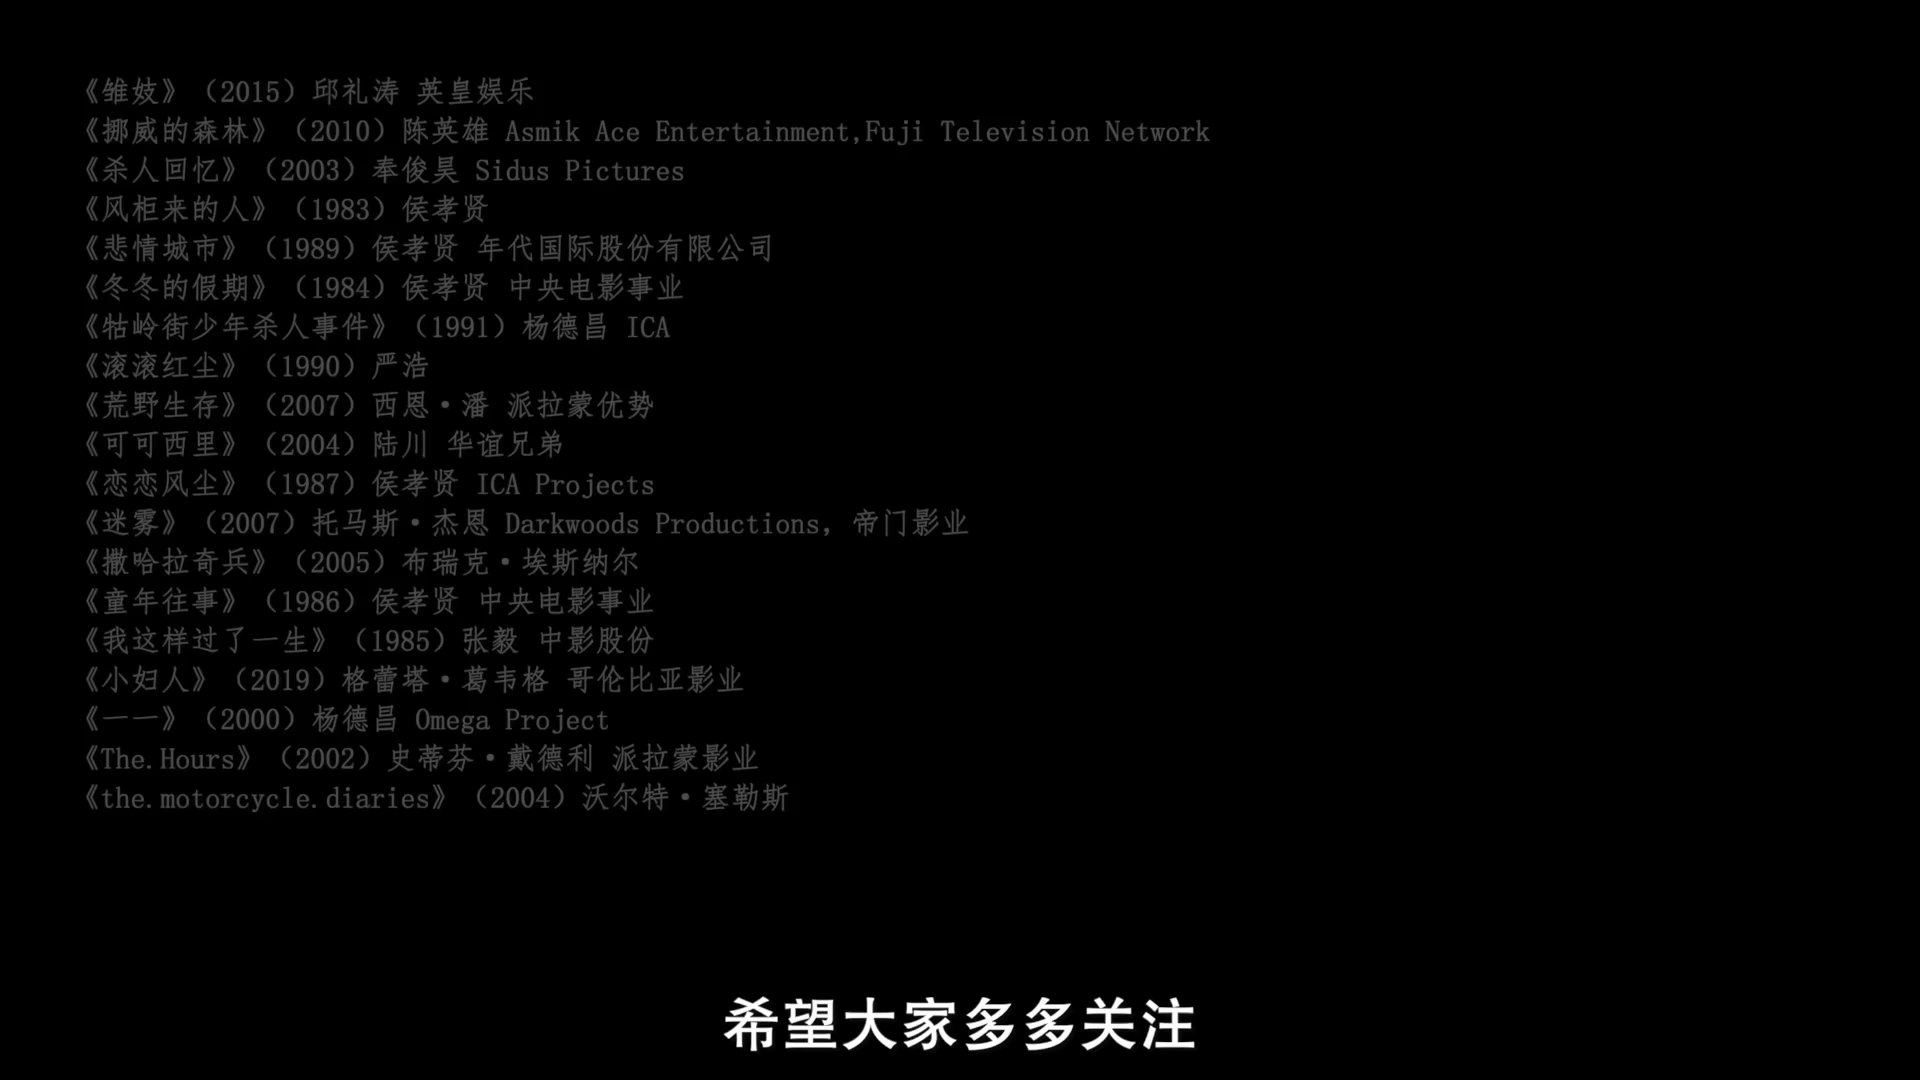 《雏妓》（2015）邱礼涛 英皇娱乐
《挪威的森林》（2010）陈英雄 Asmik Ace Entertainment,Fuji Television Network
《杀人回忆》（2003）奉俊昊 Sidus Pictures
《风柜来的人》（1983）侯孝贤
《悲情城市》（1989）侯孝贤 年代国际股份有限公司
《冬冬的假期》（1984）侯孝贤 中央电影事业
《牯岭街少年杀人事件》（1991）杨德昌 ICA
《滚滚红尘》（1990）严浩
《荒野生存》（2007）西恩·潘 派拉蒙优势
《可可西里》（2004）陆川 华谊兄弟
《恋恋风尘》（1987）侯孝贤 ICA Projects
《迷雾》（2007）托马斯·杰恩 Darkwoods Productions, 帝门影业
《撒哈拉奇兵》（2005）布瑞克·埃斯纳尔
《童年往事》（1986）侯孝贤 中央电影事业
《我这样过了一生》（1985）张毅 中影股份
《小妇人》（2019）格蕾塔·葛韦格 哥伦比亚影业
《一一》（2000）杨德昌 Omega Project
《The.Hours》（2002）史蒂芬·戴德利 派拉蒙影业
《the.motorcycle.diaries》（2004）沃尔特·塞勒斯
希望大家多多关注